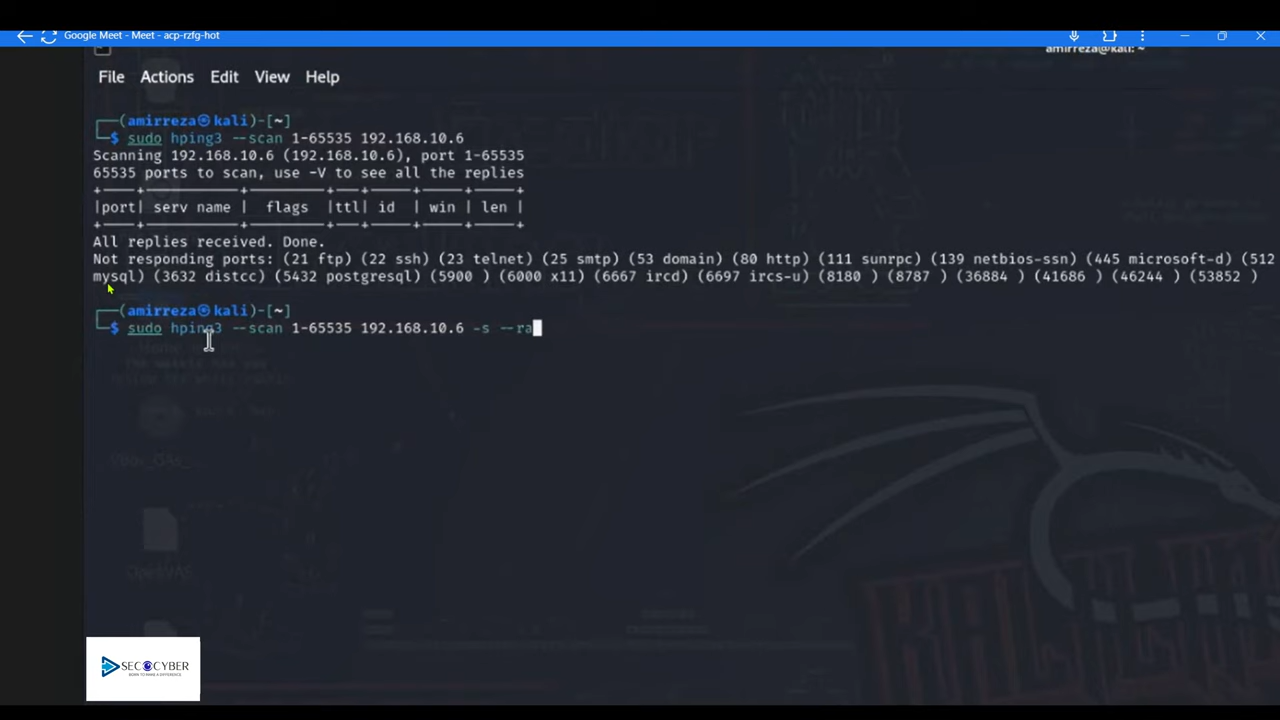 Google Meet - Meet - acp-rzfg-hot
amirreza@kali: ~
File Actions Edit View Help
┌──(amirreza㉿kali)-[~]
└─$ sudo hping3 --scan 1-65535 192.168.10.6
Scanning 192.168.10.6 (192.168.10.6), port 1-65535
65535 ports to scan, use -V to see all the replies
+----+-----------+---------+---+-----+-----+-----+
|port| serv name |  flags  |ttl| id  | win | len |
+----+-----------+---------+---+-----+-----+-----+
All replies received. Done.
Not responding ports: (21 ftp) (22 ssh) (23 telnet) (25 smtp) (53 domain) (80 http) (111 sunrpc) (139 netbios-ssn) (445 microsoft-d) (512
mysql) (3632 distcc) (5432 postgresql) (5900 ) (6000 x11) (6667 ircd) (6697 ircs-u) (8180 ) (8787 ) (36884 ) (41686 ) (46244 ) (53852 )
┌──(amirreza㉿kali)-[~]
└─$ sudo hping3 --scan 1-65535 192.168.10.6 -s --ra
SECOCYBER
BORN TO MAKE A DIFFERENCE